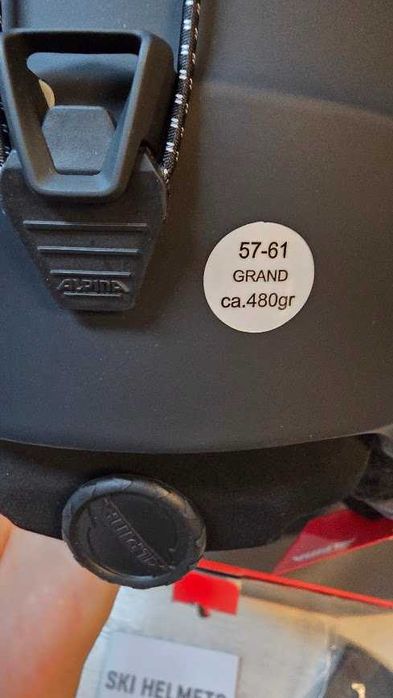 57-61
GRAND
ca.480gr
ALPINA
SKI HELMETS